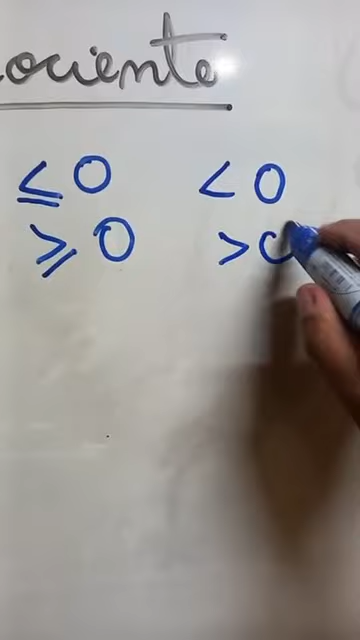 ociente
≤ 0 < 0
≥ 0 > 0